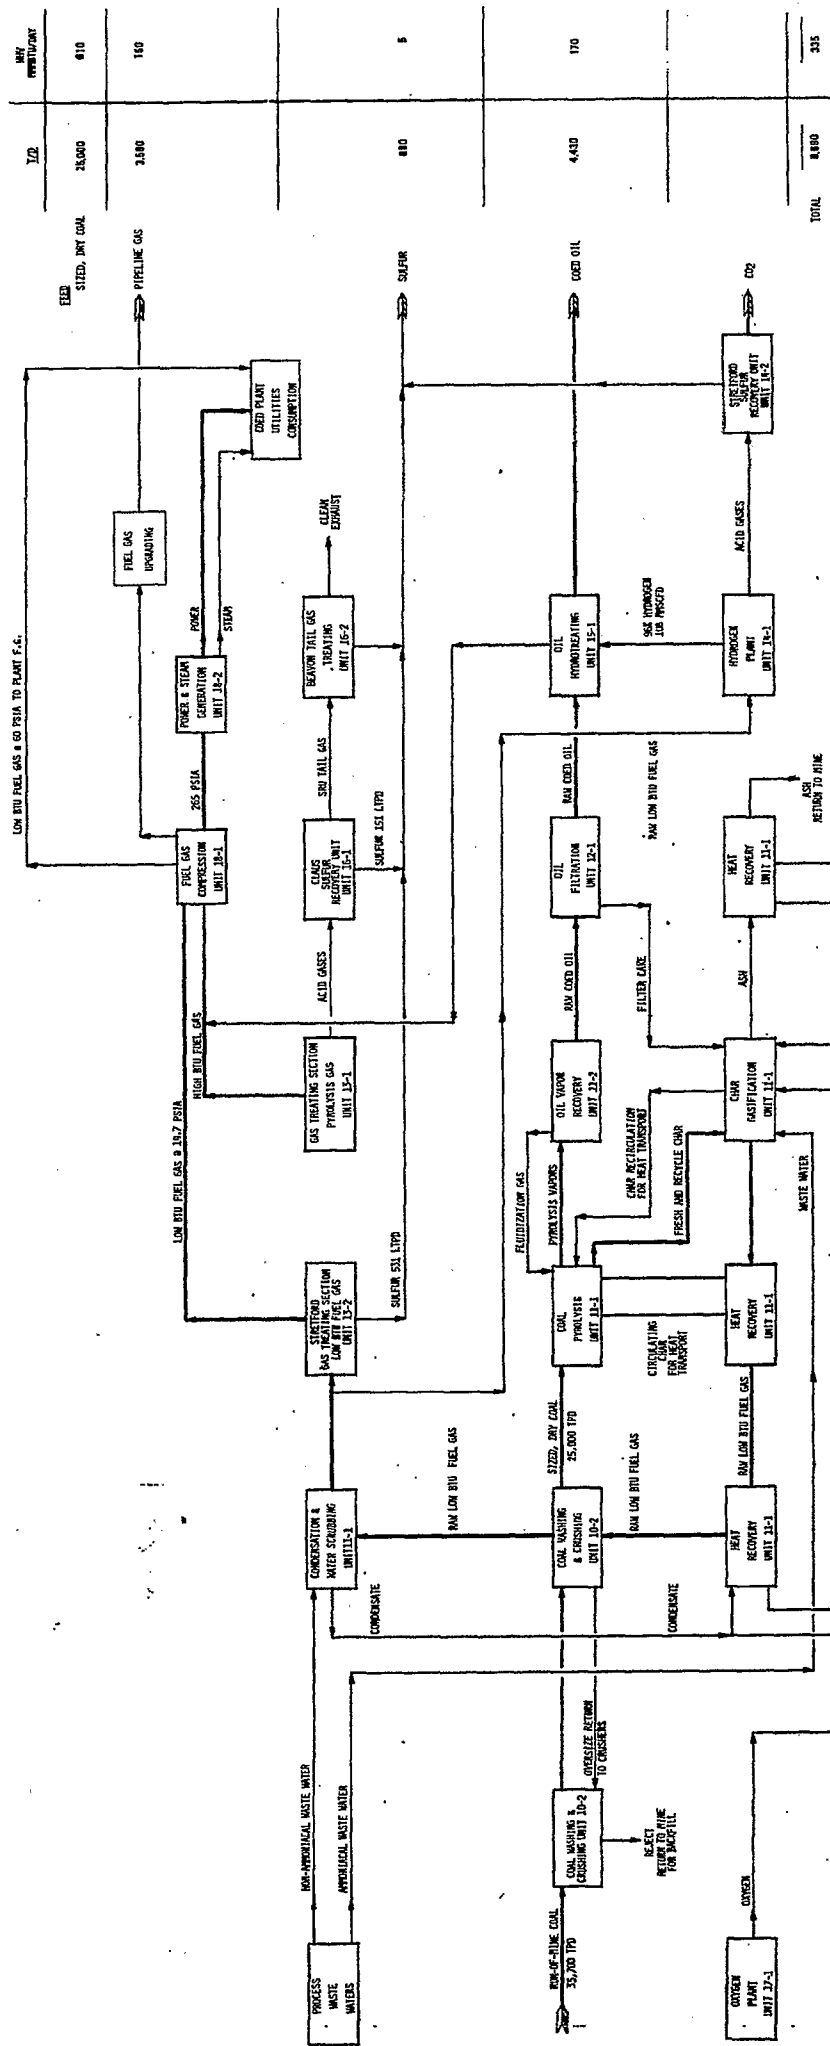 T/D
HHV
MMMBTU/DAY
FEED
SIZED, DRY COAL
25,000
610
PIPELINE GAS
3,580
160
SULFUR
680
5
COED OIL
4,430
170
CO2
TOTAL
8,690
335
LOW BTU FUEL GAS @ 60 PSIA TO PLANT F.G.
FUEL GAS
UPGRADING
COED PLANT
UTILITIES
CONSUMPTION
POWER
STEAM
POWER & STEAM
GENERATION
UNIT 18-2
265 PSIA
FUEL GAS
COMPRESSION
UNIT 18-1
LOW BTU FUEL GAS @ 14.7 PSIA
HIGH BTU FUEL GAS
PROCESS
WASTE
WATERS
NON-AMMONIACAL WASTE WATER
AMMONIACAL WASTE WATER
CONDENSATION &
WATER SCRUBBING
UNIT11-1
CONDENSATE
STRETFORD
GAS TREATING SECTION
LOW BTU FUEL GAS
UNIT 13-2
SULFUR 531 LTPD
GAS TREATING SECTION
PYROLYSIS GAS
UNIT 13-1
ACID GASES
CLAUS
SULFUR
RECOVERY UNIT
UNIT 16-1
SULFUR 151 LTPD
SRU TAIL GAS
BEAVON TAIL GAS
TREATING
UNIT 16-2
CLEAN
EXHAUST
RAW LOW BTU FUEL GAS
RUN-OF-MINE COAL
35,700 TPD
COAL WASHING &
CRUSHING UNIT 10-2
REJECT
RETURN TO MINE
FOR BACKFILL
OVERSIZE RETURN
TO CRUSHERS
COAL WASHING
& CRUSHING
UNIT 10-2
SIZED, DRY COAL
25,000 TPD
COAL
PYROLYSIS
UNIT 11-1
FLUIDIZATION GAS
PYROLYSIS VAPORS
OIL VAPOR
RECOVERY
UNIT 11-2
RAW COED OIL
OIL
FILTRATION
UNIT 12-1
FILTER CAKE
RAW COED OIL
OIL
HYDROTREATING
UNIT 15-1
96% HYDROGEN
108 MMSCFD
RAW LOW BTU FUEL GAS
CIRCULATING
CHAR
FOR HEAT
TRANSPORT
CHAR RECIRCULATION
FOR HEAT TRANSPORT
FRESH AND RECYCLE CHAR
RAW LOW BTU FUEL GAS
CONDENSATE
OXYGEN
PLANT
UNIT 17-1
OXYGEN
HEAT
RECOVERY
UNIT 11-1
RAW LOW BTU FUEL GAS
HEAT
RECOVERY
UNIT 11-1
WASTE WATER
CHAR
GASIFICATION
UNIT 11-1
ASH
HEAT
RECOVERY
UNIT 11-1
ASH
RETURN TO MINE
HYDROGEN
PLANT
UNIT 14-1
ACID GASES
STRETFORD
SULFUR
RECOVERY UNIT
UNIT 14-2